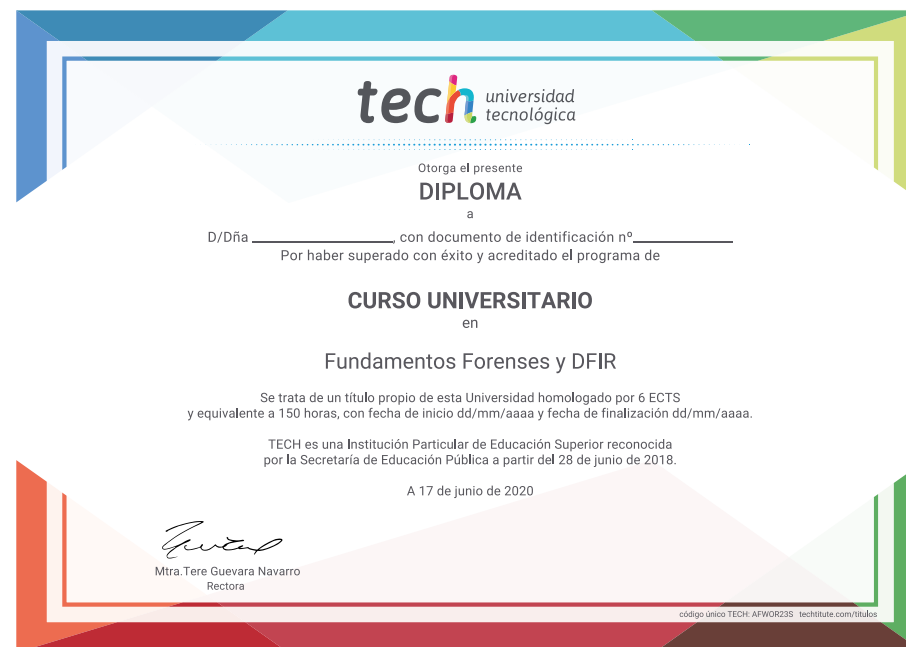 tech universidad
tecnológica
Otorga el presente
DIPLOMA
a
D/Dña ____________________, con documento de identificación nº______________
Por haber superado con éxito y acreditado el programa de
CURSO UNIVERSITARIO
en
Fundamentos Forenses y DFIR
Se trata de un título propio de esta Universidad homologado por 6 ECTS
y equivalente a 150 horas, con fecha de inicio dd/mm/aaaa y fecha de finalización dd/mm/aaaa.
TECH es una Institución Particular de Educación Superior reconocida
por la Secretaría de Educación Pública a partir del 28 de junio de 2018.
A 17 de junio de 2020
Mtra.Tere Guevara Navarro
Rectora
código único TECH: AFWOR23S techtitute.com/titulos